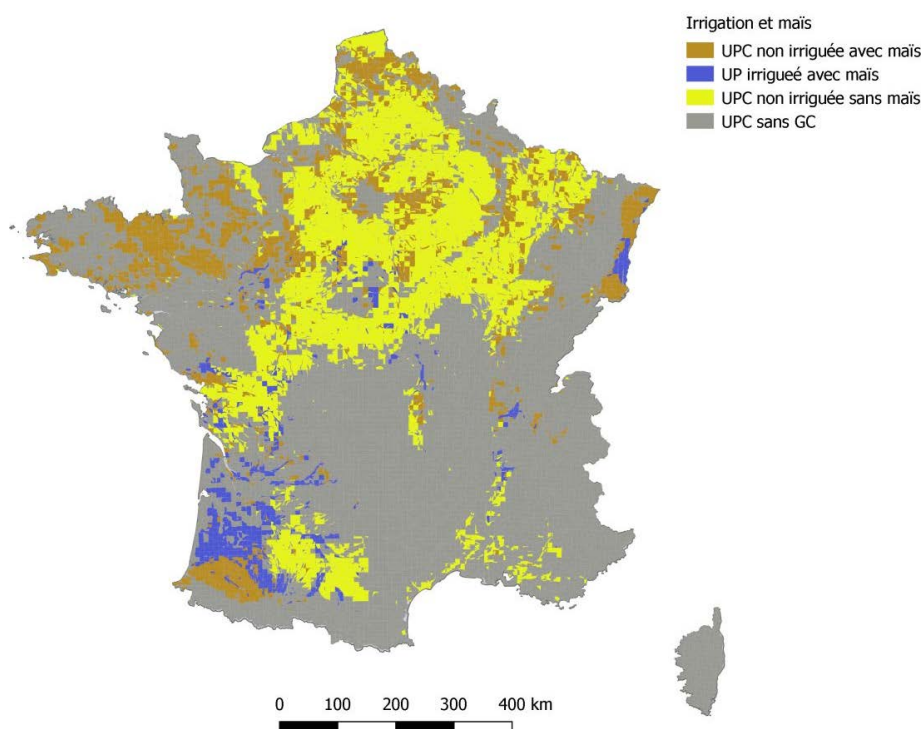 Irrigation et maïs
UPC non irriguée avec maïs
UP irrigueé avec maïs
UPC non irriguée sans maïs
UPC sans GC
0 100 200 300 400 km